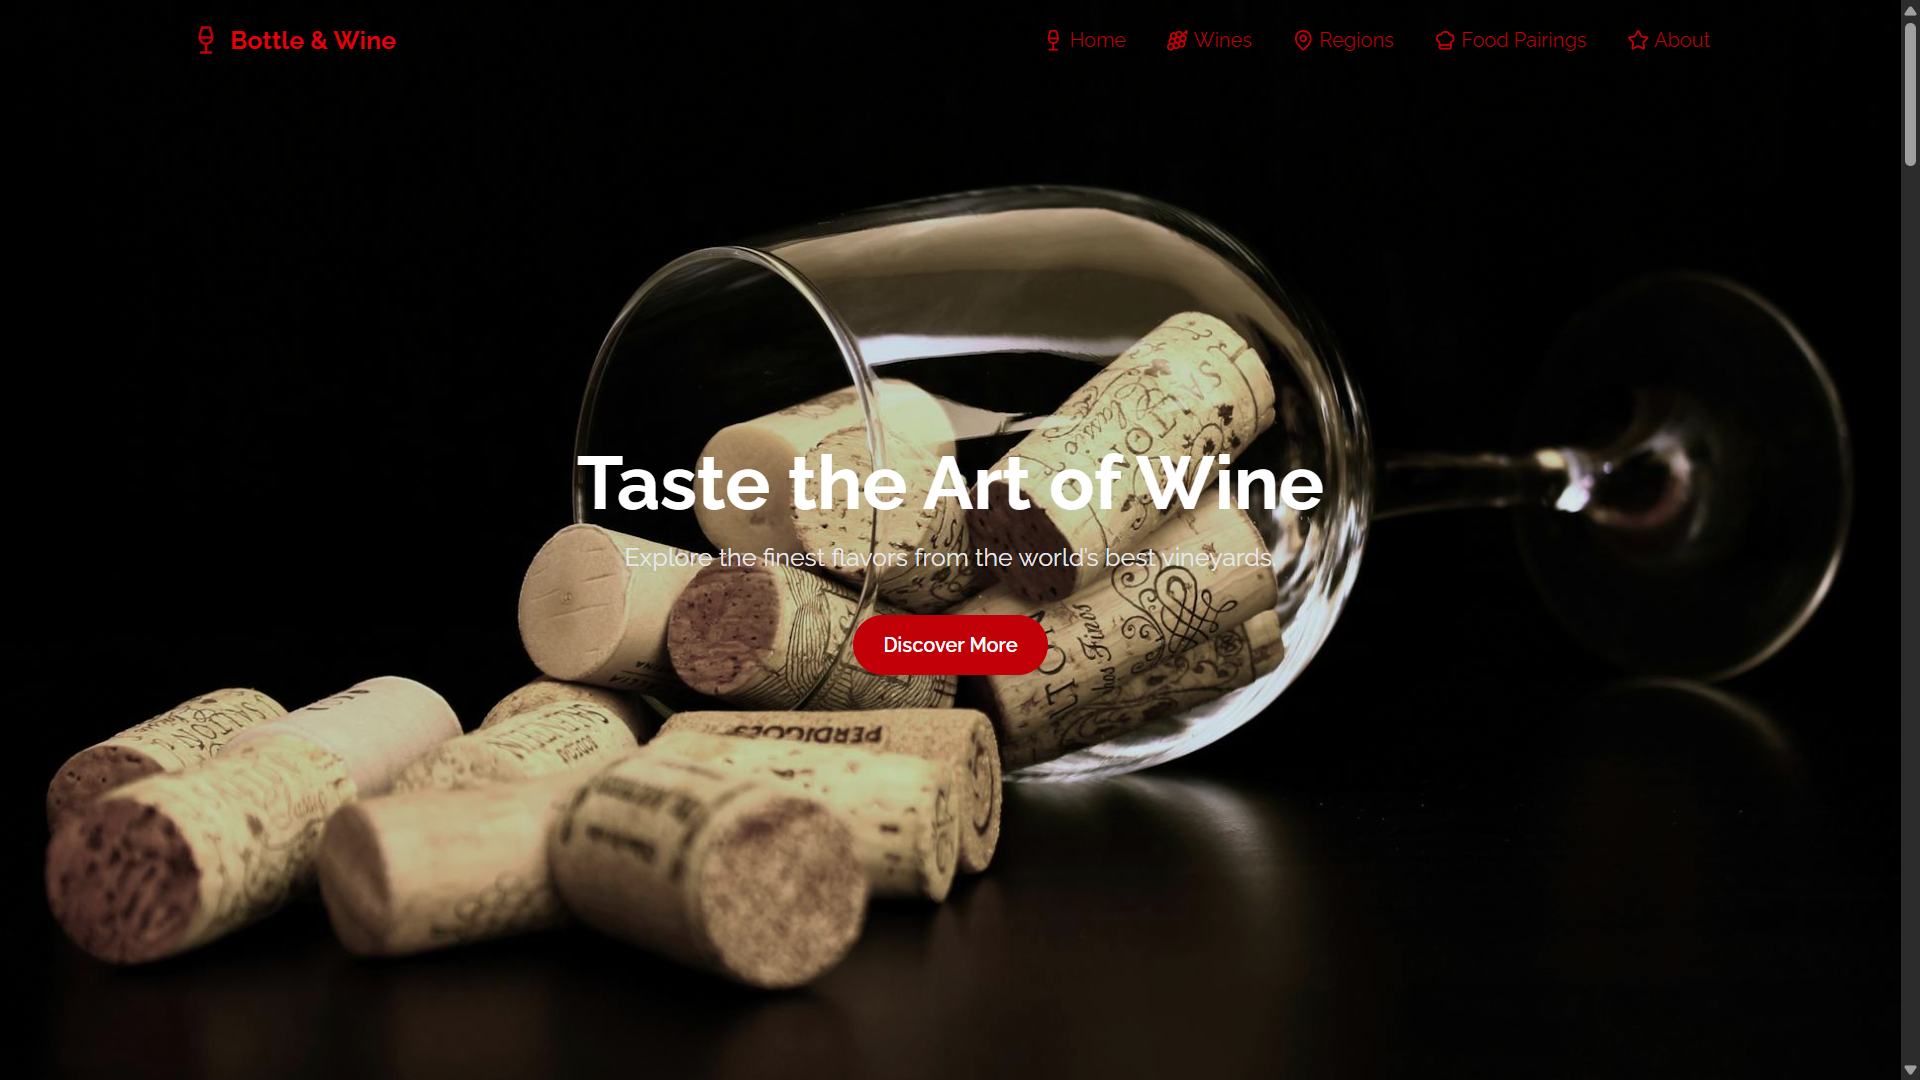 Bottle & Wine
Home
Wines
Regions
Food Pairings
About
Taste the Art of Wine
Explore the finest flavors from the world's best vineyards.
Discover More
PERDIGÕES